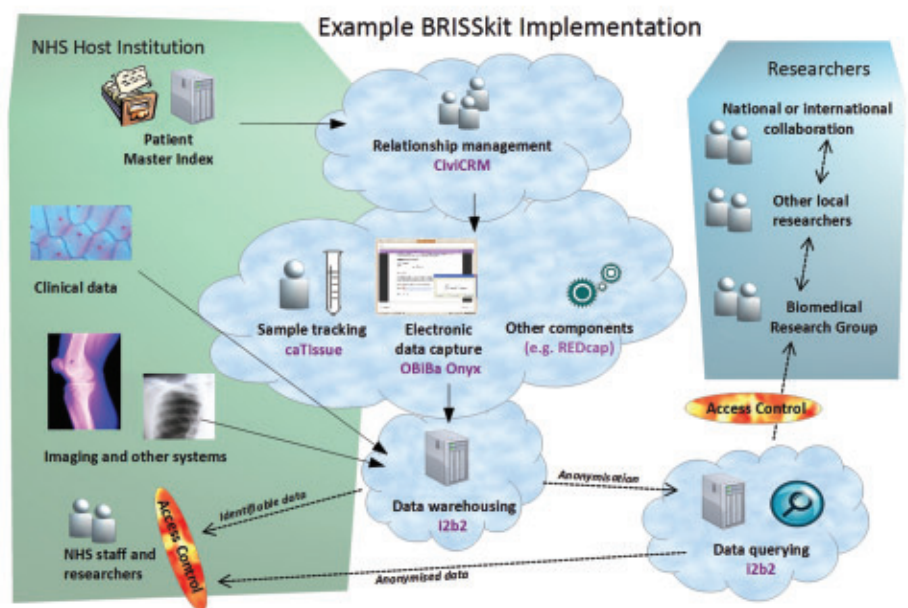 Example BRISSkit Implementation
NHS Host Institution
Patient
Master Index
Relationship management
CiviCRM
Researchers
National or international
collaboration
Other local
researchers
Biomedical
Research Group
Clinical data
Sample tracking
caTissue
Electronic
data capture
OBiBa Onyx
Other components
(e.g. REDcap)
Access Control
Imaging and other systems
Data warehousing
i2b2
Identifiable data
Anonymisation
Access Control
NHS staff and
researchers
Data querying
i2b2
Anonymised data